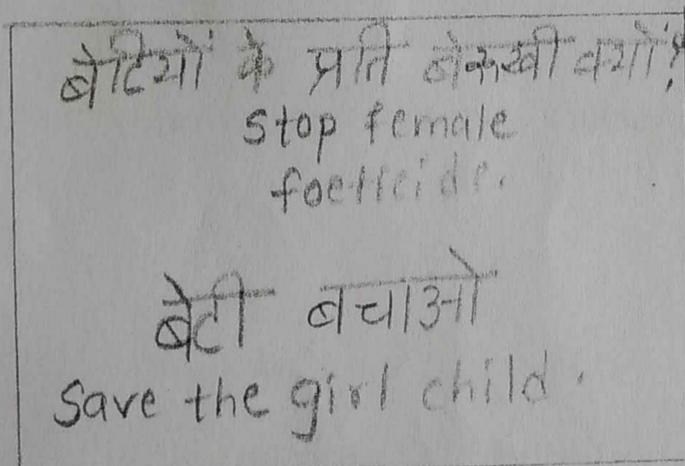 बेटियों के प्रति बेरूखी क्यों?
stop female
foeticide.
बेटी बचाओ
Save the girl child.